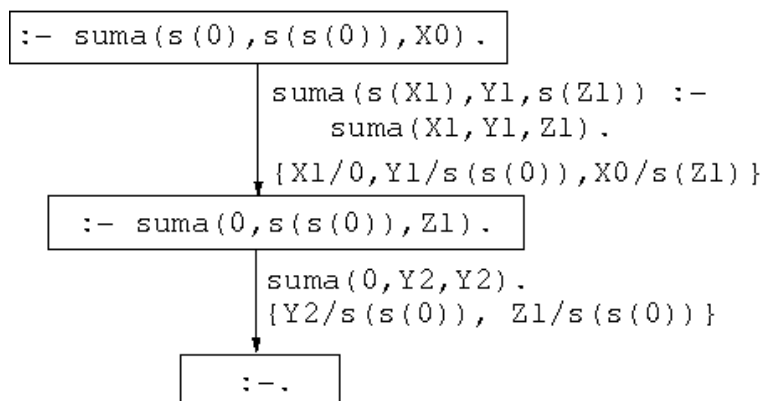 :- suma(s(0),s(s(0)),X0).
suma(s(X1),Y1,s(Z1)) :-
suma(X1,Y1,Z1).
{X1/0,Y1/s(s(0)),X0/s(Z1)}
:- suma(0,s(s(0)),Z1).
suma(0,Y2,Y2).
{Y2/s(s(0)), Z1/s(s(0))}
:-.